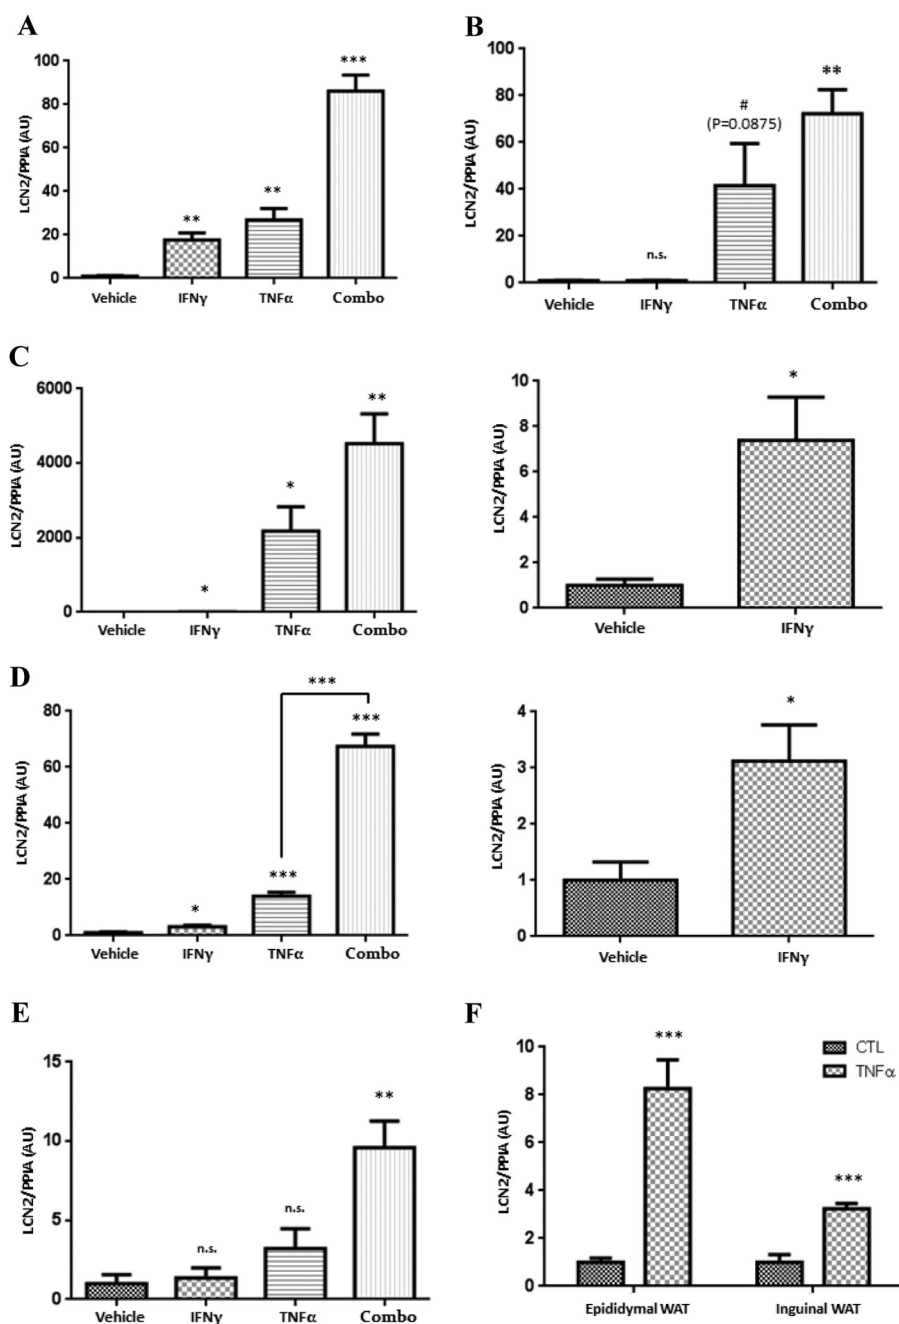 A
LCN2/PPIA (AU)
100
80
60
40
20
0
**
**
***
Vehicle IFNγ TNFα Combo
B
LCN2/PPIA (AU)
100
80
60
40
20
0
n.s.
#
(P=0.0875)
**
Vehicle IFNγ TNFα Combo
C
LCN2/PPIA (AU)
6000
4000
2000
0
*
*
**
Vehicle IFNγ TNFα Combo
LCN2/PPIA (AU)
10
8
6
4
2
0
*
Vehicle IFNγ
D
LCN2/PPIA (AU)
80
60
40
20
0
*
***
***
***
Vehicle IFNγ TNFα Combo
LCN2/PPIA (AU)
4
3
2
1
0
*
Vehicle IFNγ
E
LCN2/PPIA (AU)
15
10
5
0
n.s.
n.s.
**
Vehicle IFNγ TNFα Combo
F
LCN2/PPIA (AU)
10
8
6
4
2
0
***
***
CTL
TNFα
Epididymal WAT Inguinal WAT